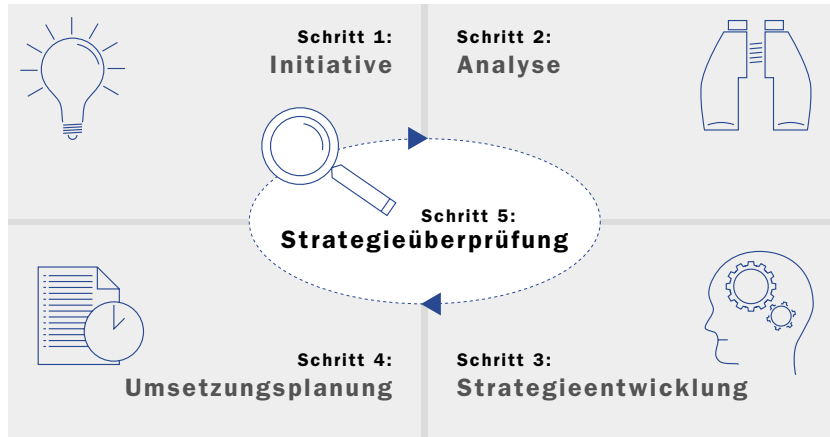 Schritt 1:
Initiative
Schritt 2:
Analyse
Schritt 5:
Strategieüberprüfung
Schritt 4:
Umsetzungsplanung
Schritt 3:
Strategieentwicklung